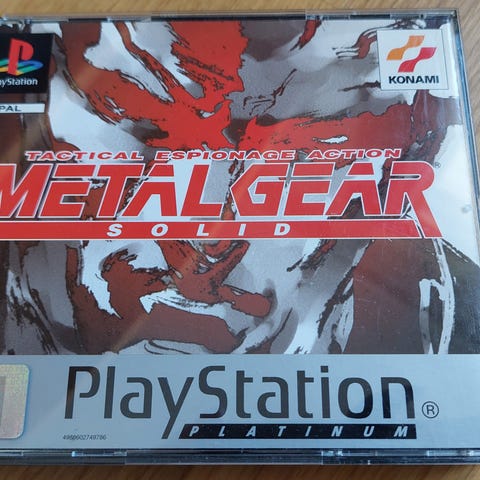 PlayStation
PAL
KONAMI
TACTICAL ESPIONAGE ACTION
METAL GEAR®
SOLID
PlayStation®
PLATINUM